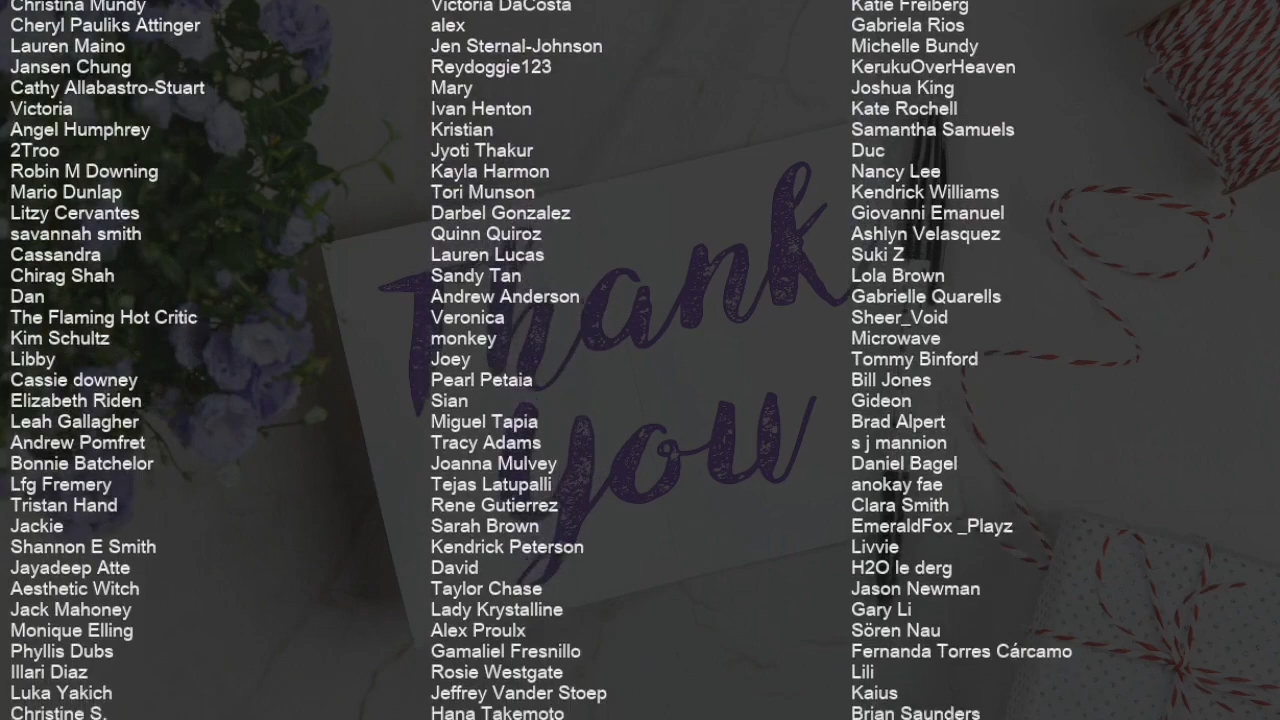 Christina Mundy
Cheryl Pauliks Attinger
Lauren Maino
Jansen Chung
Cathy Allabastro-Stuart
Victoria
Angel Humphrey
2Troo
Robin M Downing
Mario Dunlap
Litzy Cervantes
savannah smith
Cassandra
Chirag Shah
Dan
The Flaming Hot Critic
Kim Schultz
Libby
Cassie downey
Elizabeth Riden
Leah Gallagher
Andrew Pomfret
Bonnie Batchelor
Lfg Fremery
Tristan Hand
Jackie
Shannon E Smith
Jayadeep Atte
Aesthetic Witch
Jack Mahoney
Monique Elling
Phyllis Dubs
Illari Diaz
Luka Yakich
Christine S.
Victoria DaCosta
alex
Jen Sternal-Johnson
Reydoggie123
Mary
Ivan Henton
Kristian
Jyoti Thakur
Kayla Harmon
Tori Munson
Darbel Gonzalez
Quinn Quiroz
Lauren Lucas
Sandy Tan
Andrew Anderson
Veronica
monkey
Joey
Pearl Petaia
Sian
Miguel Tapia
Tracy Adams
Joanna Mulvey
Tejas Latupalli
Rene Gutierrez
Sarah Brown
Kendrick Peterson
David
Taylor Chase
Lady Krystalline
Alex Proulx
Gamaliel Fresnillo
Rosie Westgate
Jeffrey Vander Stoep
Hana Takemoto
Katie Freiberg
Gabriela Rios
Michelle Bundy
KerukuOverHeaven
Joshua King
Kate Rochell
Samantha Samuels
Duc
Nancy Lee
Kendrick Williams
Giovanni Emanuel
Ashlyn Velasquez
Suki Z
Lola Brown
Gabrielle Quarells
Sheer_Void
Microwave
Tommy Binford
Bill Jones
Gideon
Brad Alpert
s j mannion
Daniel Bagel
anokay fae
Clara Smith
EmeraldFox _Playz
Livvie
H2O le derg
Jason Newman
Gary Li
Sören Nau
Fernanda Torres Cárcamo
Lili
Kaius
Brian Saunders
Thank
you